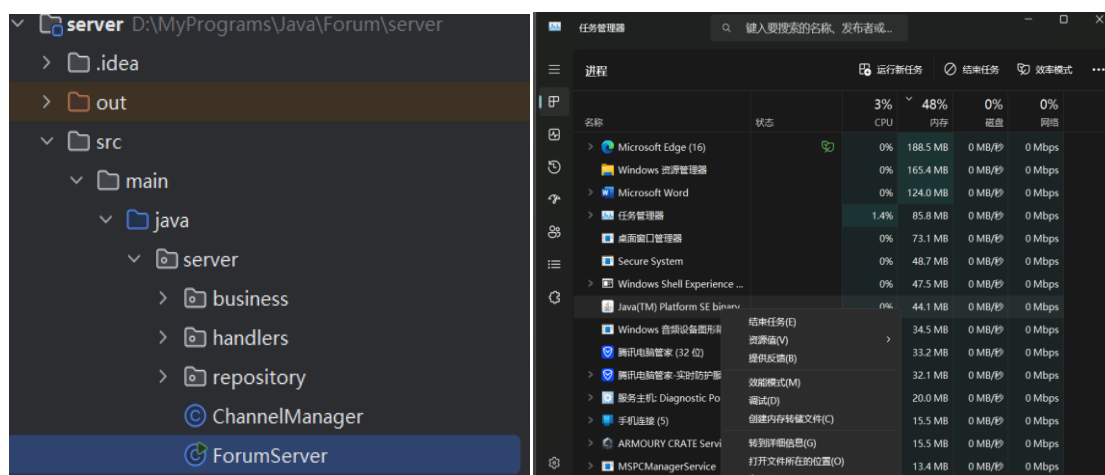 server D:\MyPrograms\Java\Forum\server
.idea
out
src
main
java
server
business
handlers
repository
ChannelManager
ForumServer
任务管理器
键入要搜索的名称、发布者或...
进程
运行新任务
结束任务
效率模式
...
3% 48% 0% 0%
名称 状态 CPU 内存 磁盘 网络
Microsoft Edge (16) 0% 188.5 MB 0 MB/秒 0 Mbps
Windows 资源管理器 0% 165.4 MB 0 MB/秒 0 Mbps
Microsoft Word 0% 124.0 MB 0 MB/秒 0 Mbps
任务管理器 1.4% 85.8 MB 0 MB/秒 0 Mbps
桌面窗口管理器 0% 73.1 MB 0 MB/秒 0 Mbps
Secure System 0% 48.7 MB 0 MB/秒 0 Mbps
Windows Shell Experience ... 0% 47.5 MB 0 MB/秒 0 Mbps
Java(TM) Platform SE binary 0% 44.1 MB 0 MB/秒 0 Mbps
Windows 音频设备图形 34.5 MB 0 MB/秒 0 Mbps
腾讯电脑管家 (32 位) 33.2 MB 0 MB/秒 0 Mbps
腾讯电脑管家-实时防护服 32.1 MB 0 MB/秒 0 Mbps
服务主机: Diagnostic Po 20.0 MB 0 MB/秒 0 Mbps
手机连接 (5) 15.5 MB 0 MB/秒 0 Mbps
ARMOURY CRATE Servi 15.5 MB 0 MB/秒 0 Mbps
MSPCManagerService 13.4 MB 0 MB/秒 0 Mbps
结束任务(E)
资源值(V)
提供反馈(B)
效能模式(M)
调试(D)
创建内存转储文件(C)
转到详细信息(G)
打开文件所在的位置(O)